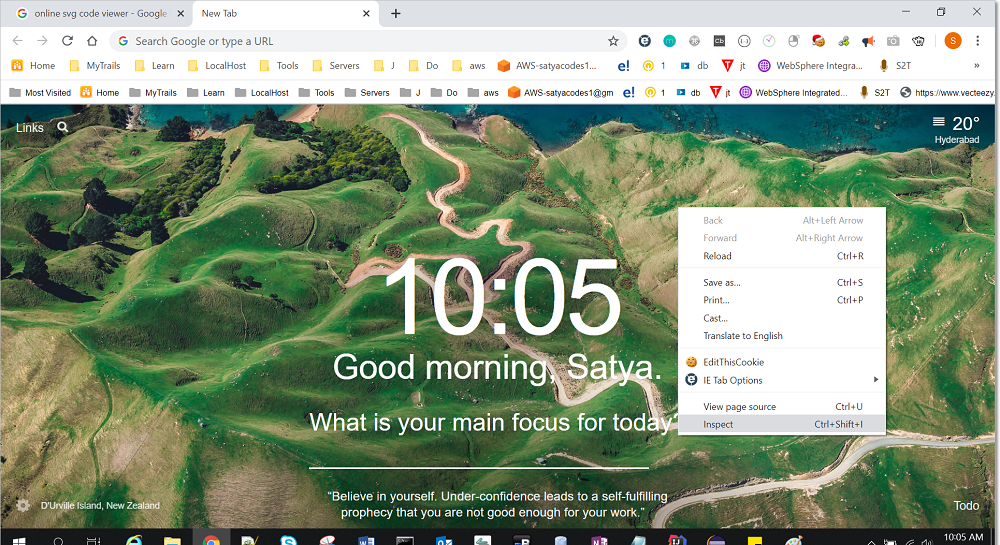 online svg code viewer - Google
New Tab
Search Google or type a URL
Cb
S
Home MyTrails Learn LocalHost Tools Servers J Do aws AWS-satyacodes1... e! 1 db jt WebSphere Integra... S2T »
Most Visited Home MyTrails Learn LocalHost Tools Servers J Do aws AWS-satyacodes1@gm e! 1 db jt WebSphere Integrated... S2T https://www.vecteezy.
Links
20°
Hyderabad
Back Alt+Left Arrow
Forward Alt+Right Arrow
Reload Ctrl+R
Save as... Ctrl+S
Print... Ctrl+P
Cast...
Translate to English
EditThisCookie
IE Tab Options
View page source Ctrl+U
Inspect Ctrl+Shift+I
10:05
Good morning, Satya.
What is your main focus for today?
"Believe in yourself. Under-confidence leads to a self-fulfilling
prophecy that you are not good enough for your work."
D'Urville Island, New Zealand
Todo
10:05 AM